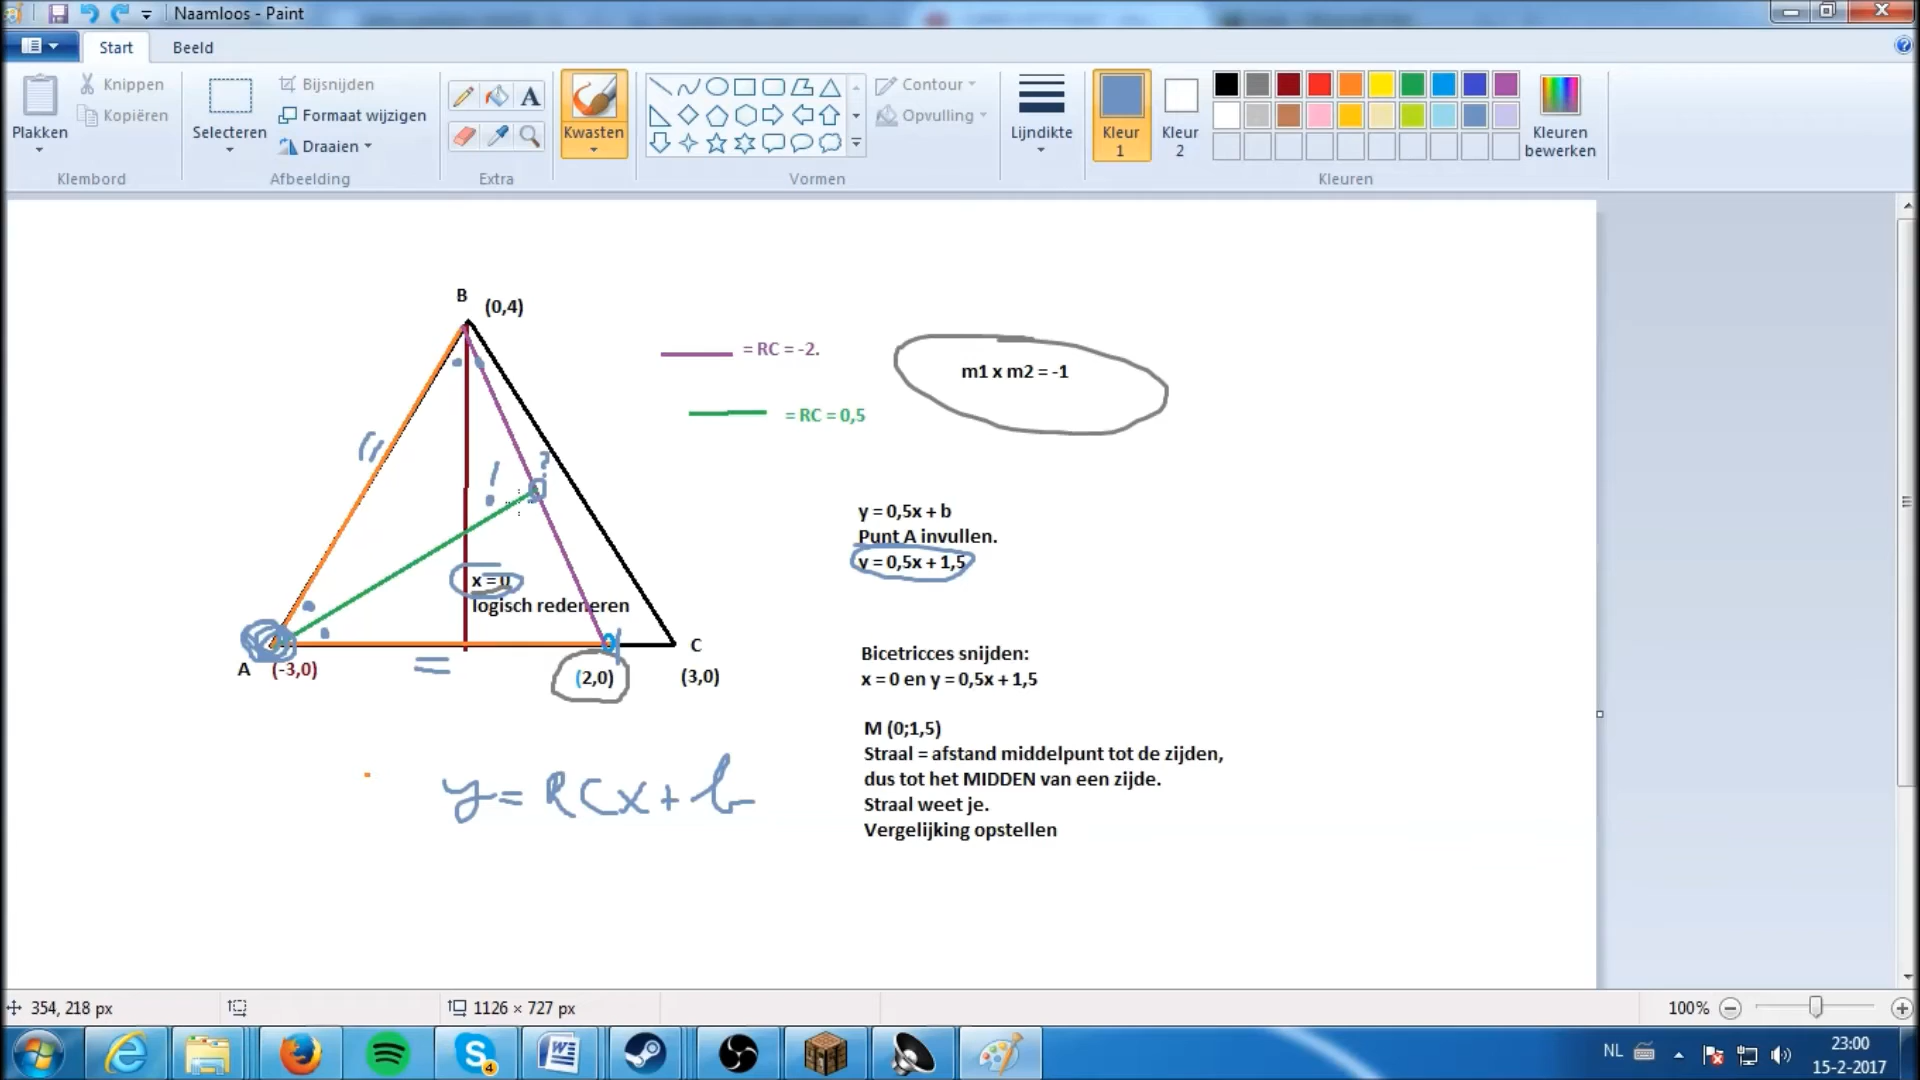 Naamloos - Paint
Start Beeld
Plakken
Knippen
Kopiëren
Klembord
Selecteren
Bijsnijden
Formaat wijzigen
Draaien
Afbeelding
A
Extra
Kwasten
Vormen
Contour
Opvulling
Lijndikte
Kleur 1
Kleur 2
Kleuren bewerken
Kleuren
B (0,4)
= RC = -2.
= RC = 0,5
m1 x m2 = -1
!
?
x = 0
logisch redeneren
A (-3,0)
=
(2,0)
C
(3,0)
y = RCx + b
y = 0,5x + b
Punt A invullen.
y = 0,5x + 1,5
Bicetricces snijden:
x = 0 en y = 0,5x + 1,5
M (0;1,5)
Straal = afstand middelpunt tot de zijden,
dus tot het MIDDEN van een zijde.
Straal weet je.
Vergelijking opstellen
354, 218 px
1126 × 727 px
100%
4
NL
23:00
15-2-2017